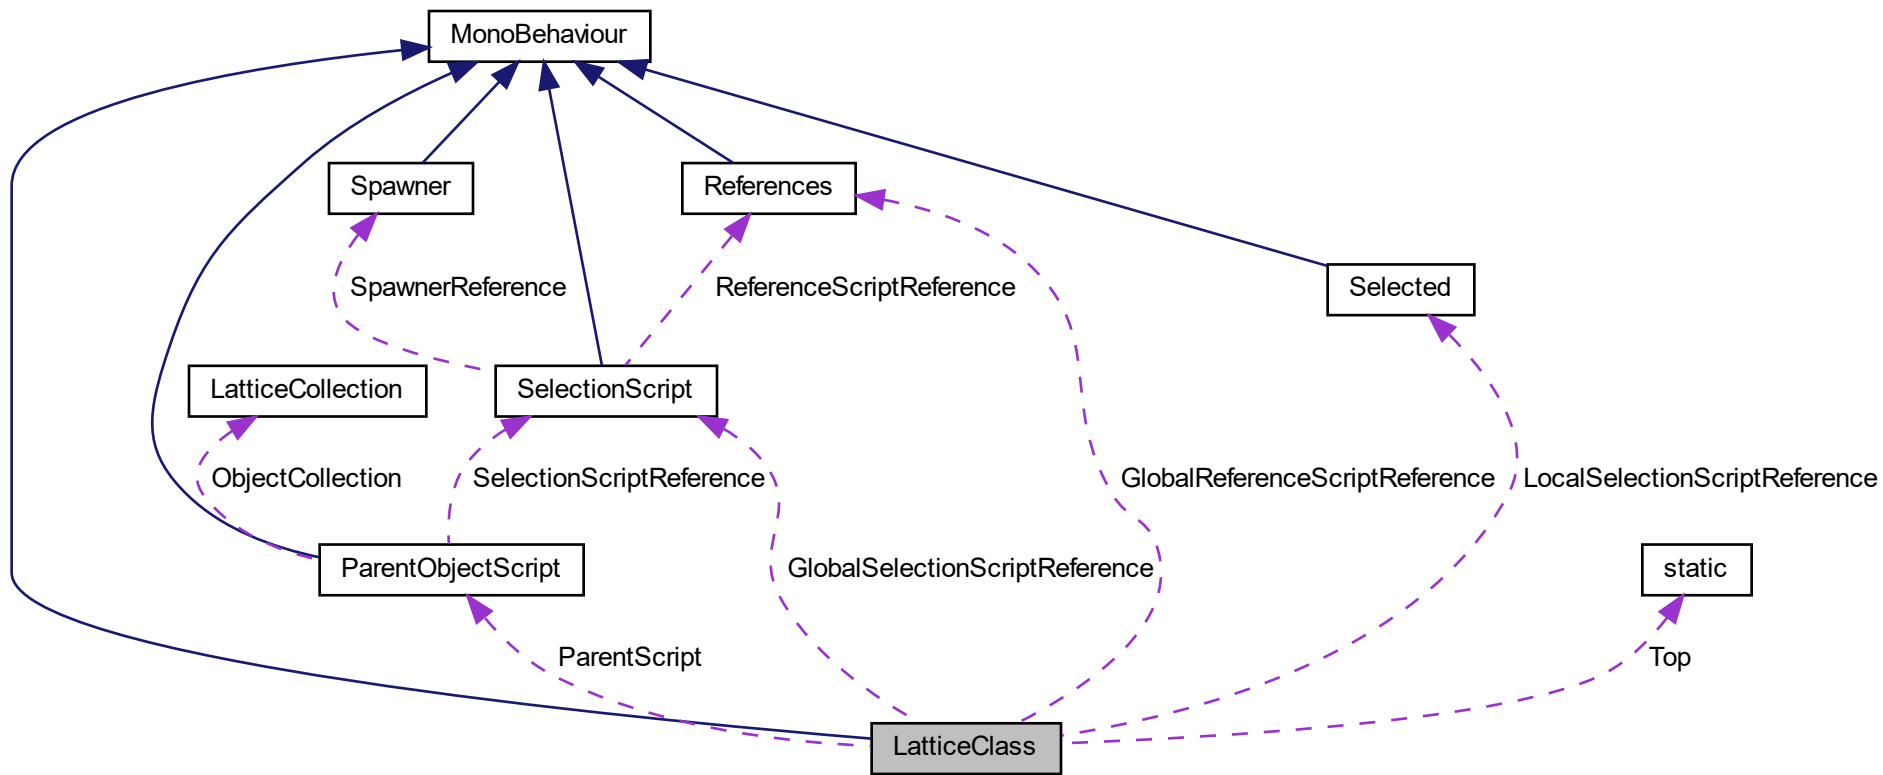 MonoBehaviour
Spawner
References
SpawnerReference
ReferenceScriptReference
Selected
LatticeCollection
SelectionScript
ObjectCollection
SelectionScriptReference
GlobalReferenceScriptReference
LocalSelectionScriptReference
ParentObjectScript
GlobalSelectionScriptReference
static
ParentScript
Top
LatticeClass